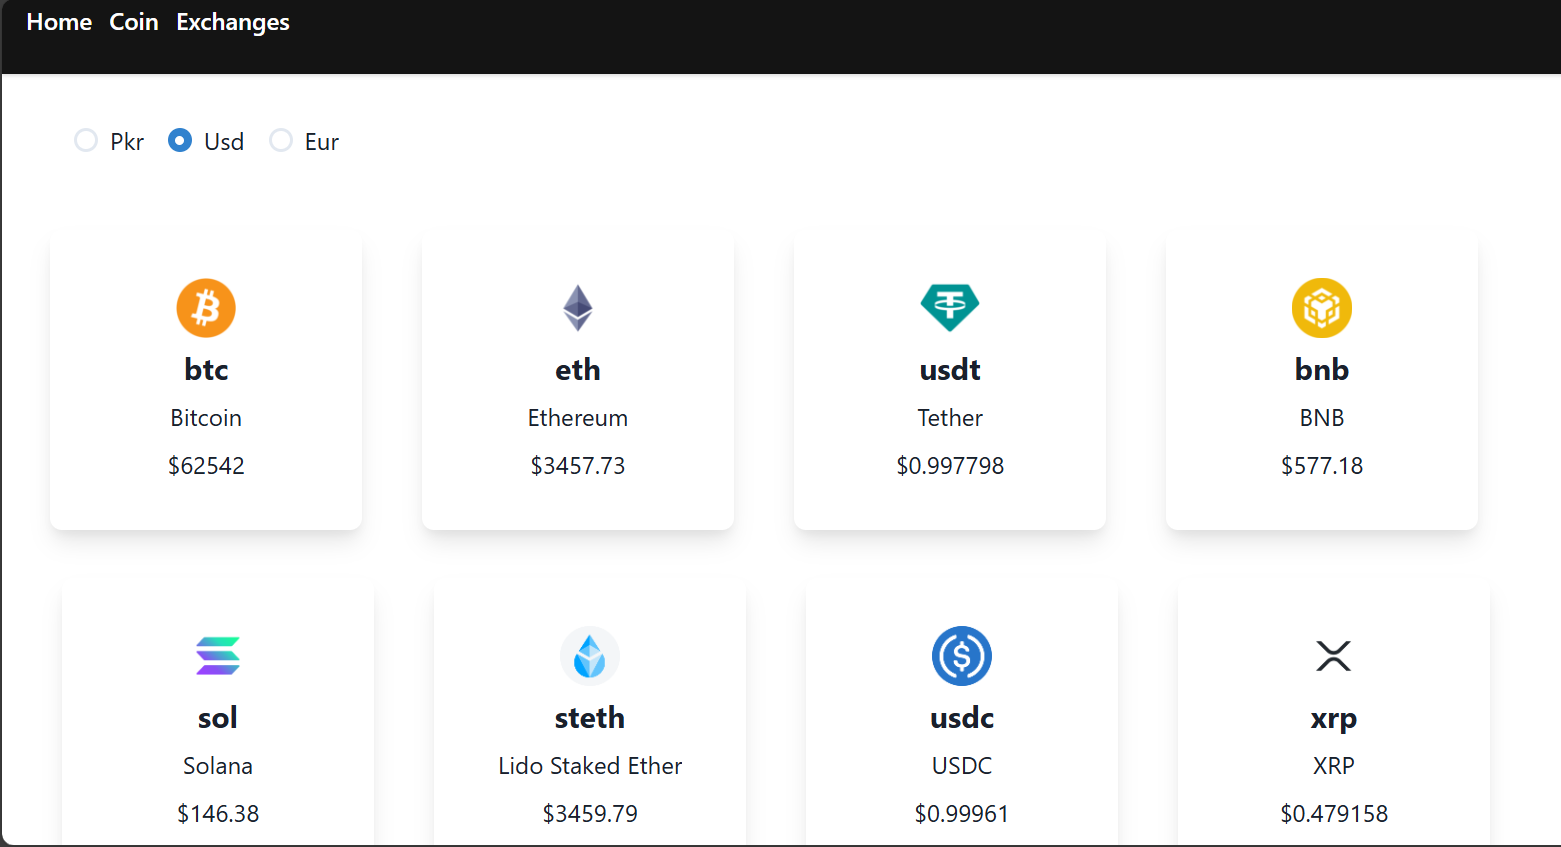 Home Coin Exchanges
Pkr Usd Eur
btc eth usdt bnb
Bitcoin Ethereum Tether BNB
$62542 $3457.73 $0.997798 $577.18
sol steth usdc xrp
Solana Lido Staked Ether USDC XRP
$146.38 $3459.79 $0.99961 $0.479158